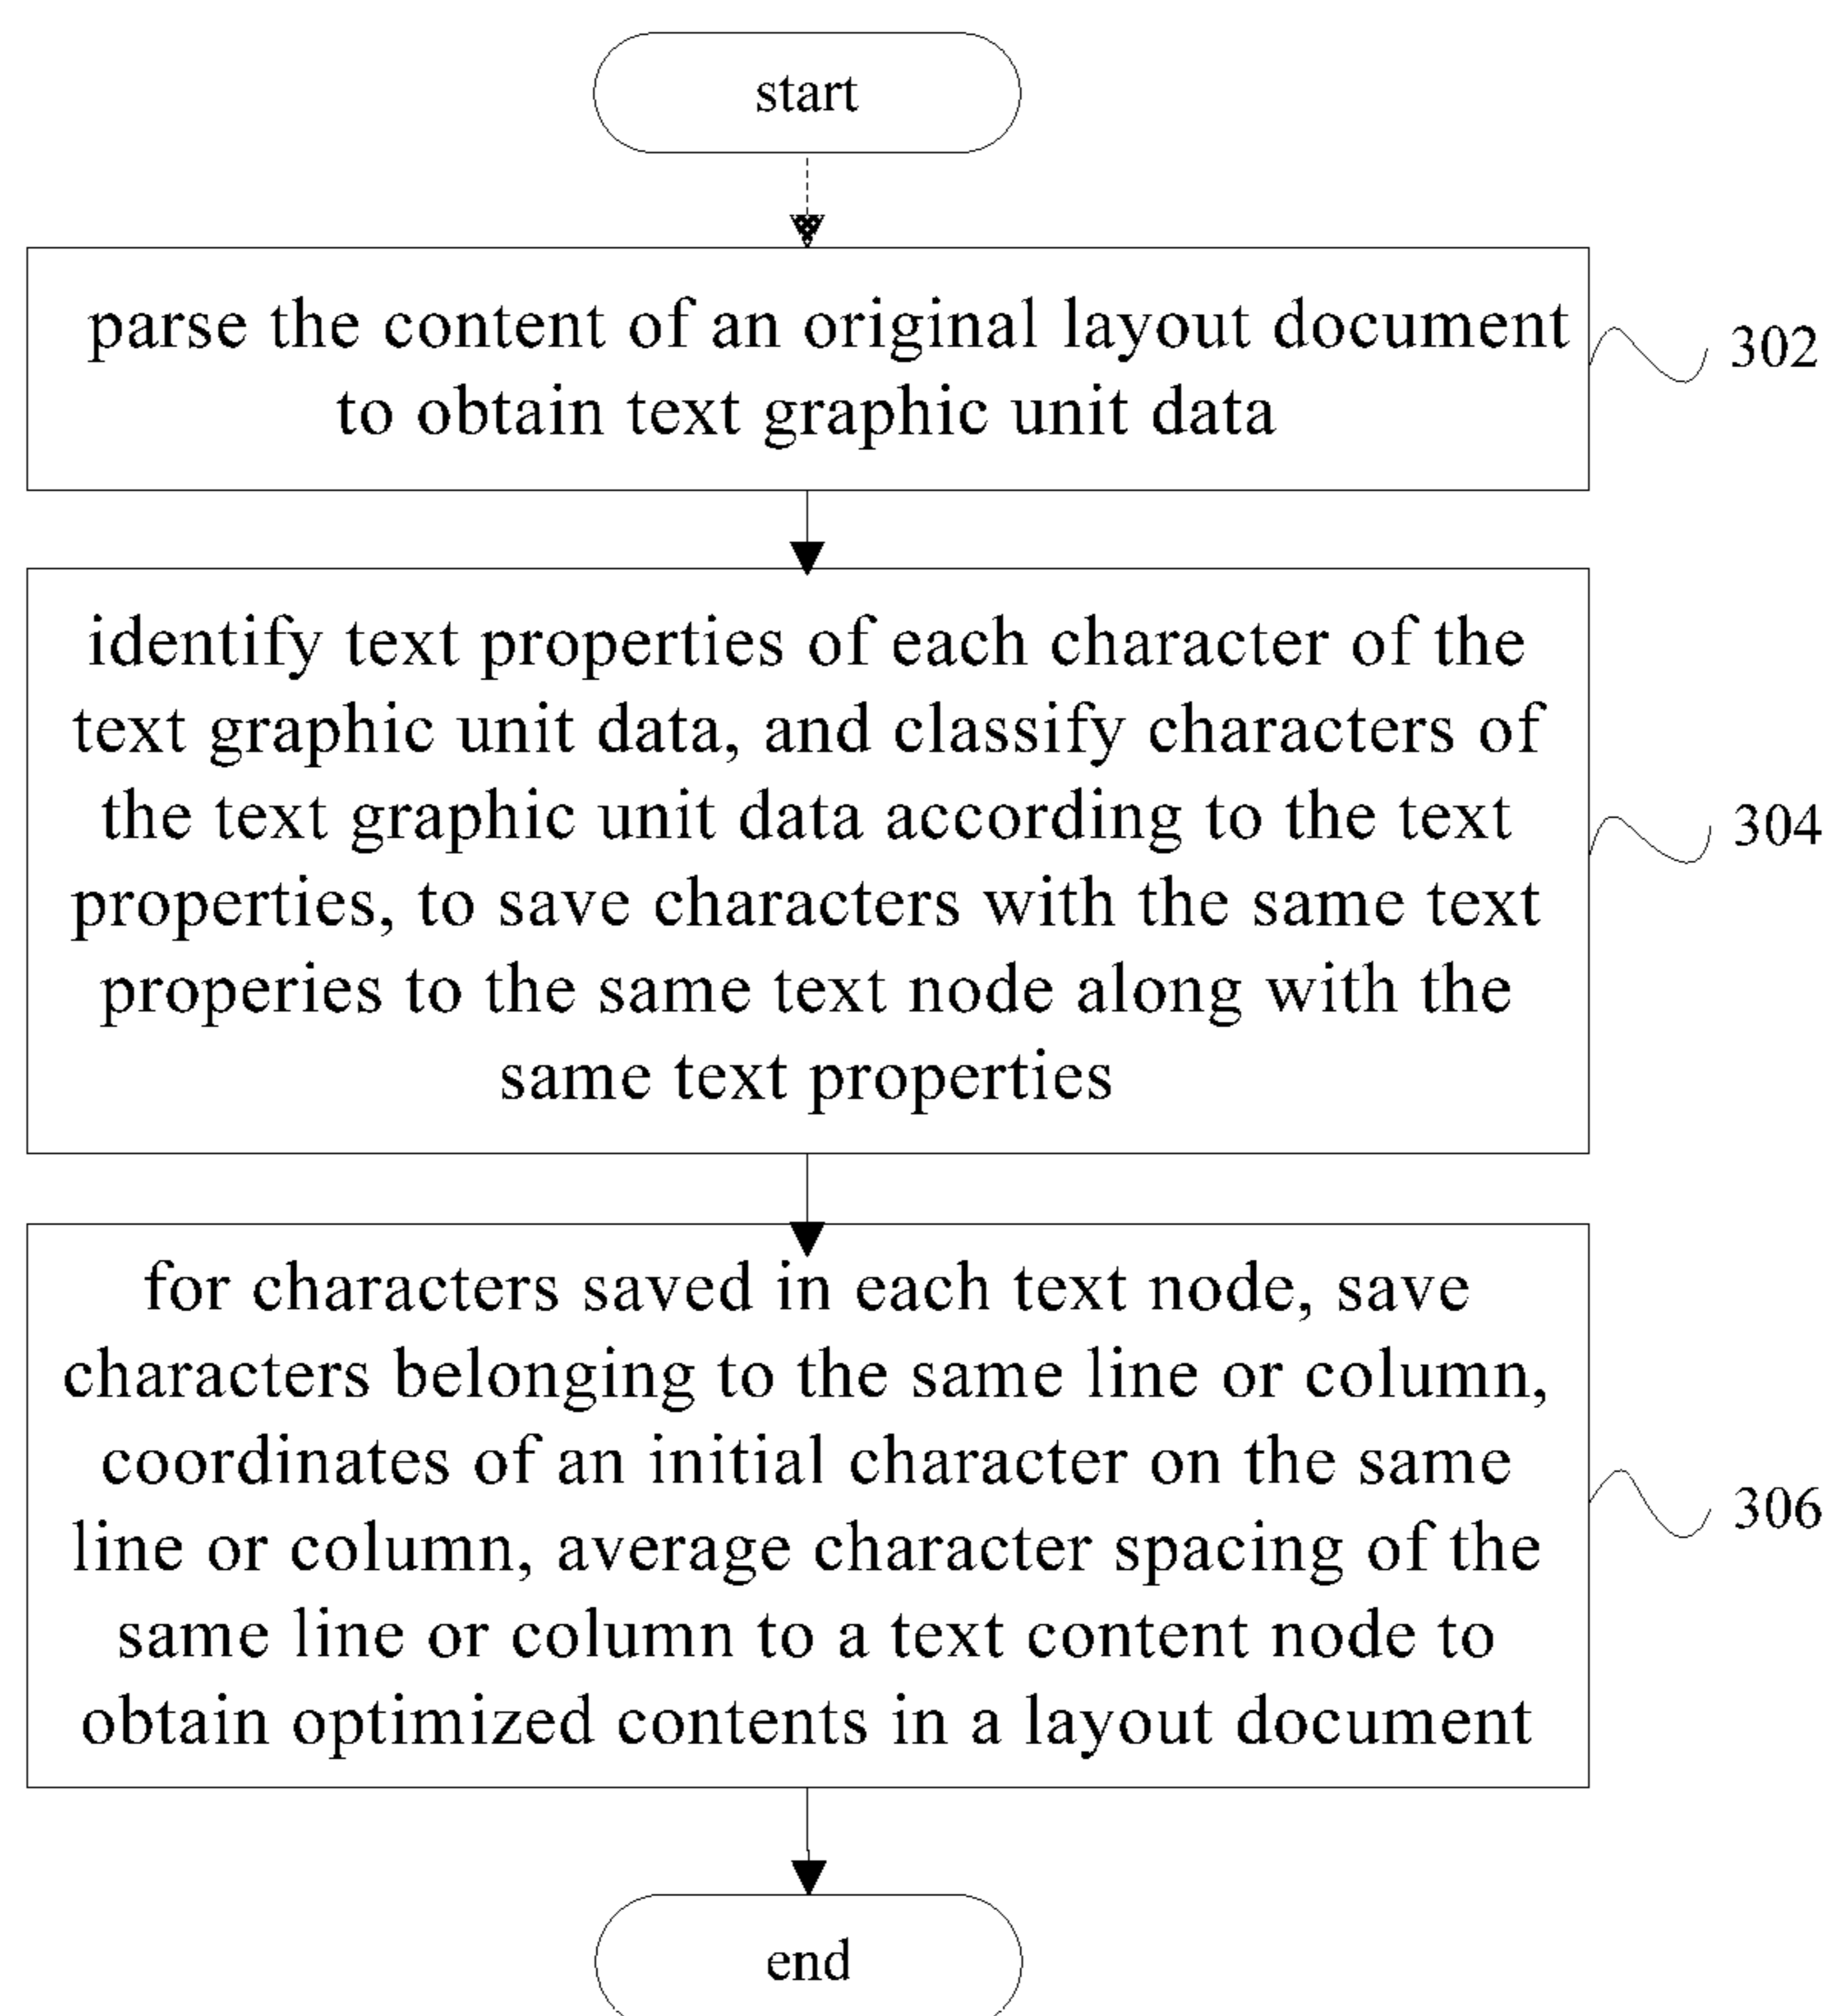 start
parse the content of an original layout document
to obtain text graphic unit data
302
identify text properties of each character of the
text graphic unit data, and classify characters of
the text graphic unit data according to the text
properties, to save characters with the same text
properies to the same text node along with the
same text properties
304
for characters saved in each text node, save
characters belonging to the same line or column,
coordinates of an initial character on the same
line or column, average character spacing of the
same line or column to a text content node to
obtain optimized contents in a layout document
306
end